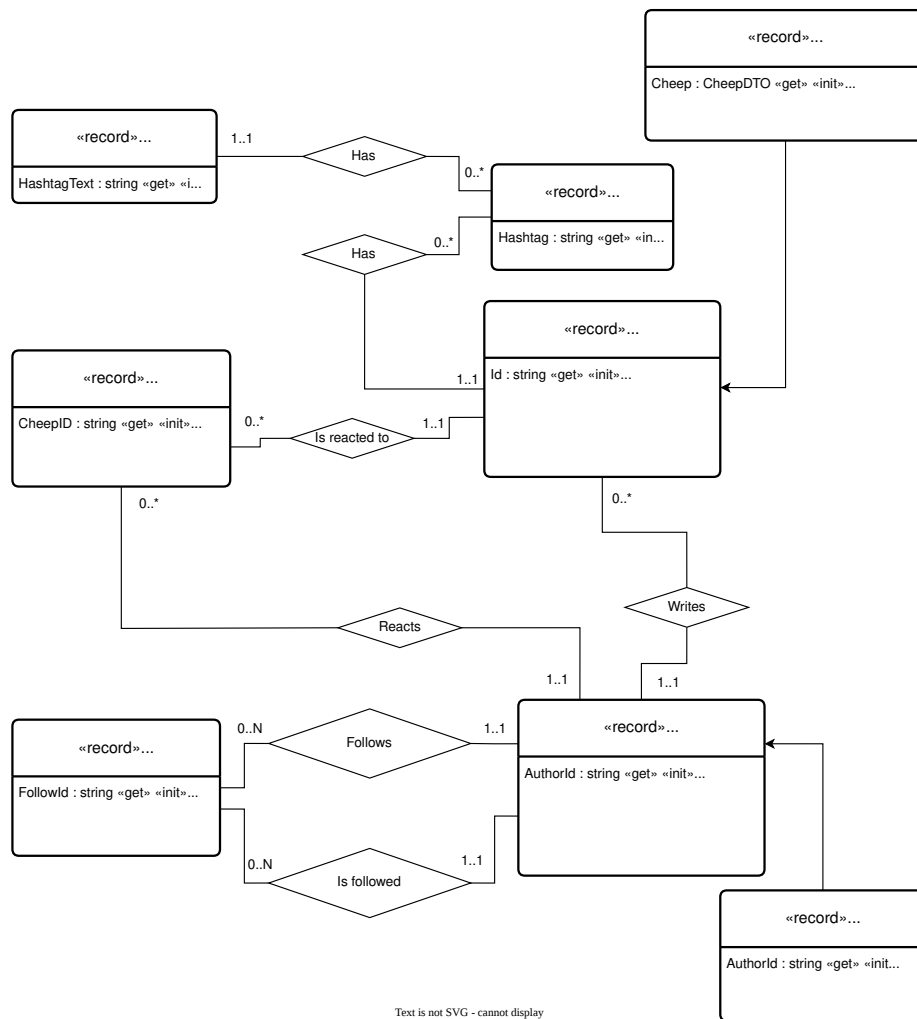 «record»...
Cheep : CheepDTO «get» «init»...
«record»...
HashtagText : string «get» «i...
1..1
Has
0..*
«record»...
Hashtag : string «get» «in...
0..*
Has
1..1
«record»...
Id : string «get» «init»...
«record»...
CheepID : string «get» «init»...
0..*
Is reacted to
1..1
0..*
0..*
Writes
Reacts
1..1
1..1
«record»...
FollowId : string «get» «init»...
0..N
Follows
1..1
«record»...
AuthorId : string «get» «init»...
0..N
Is followed
1..1
«record»...
AuthorId : string «get» «init...
Text is not SVG - cannot display